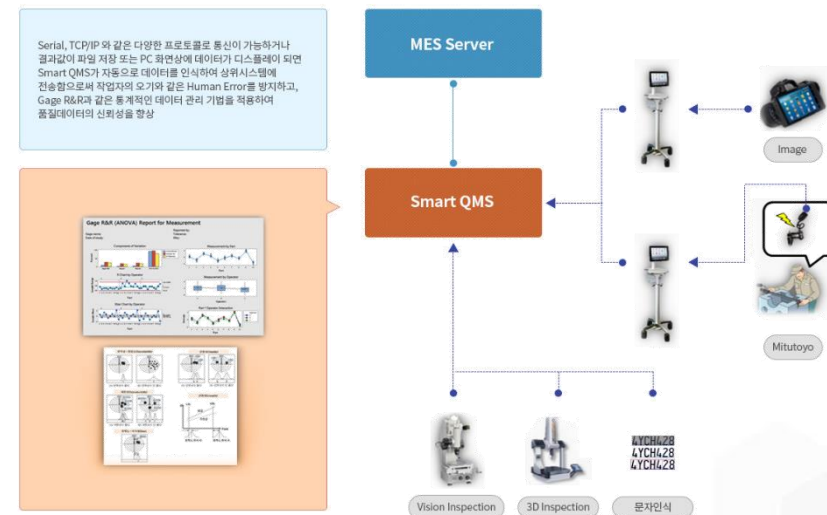 Serial, TCP/IP 와 같은 다양한 프로토콜로 통신이 가능하거나
결과값이 파일 저장 또는 PC 화면상에 데이터가 디스플레이 되면
Smart QMS가 자동으로 데이터를 인식하여 상위시스템에
전송함으로써 작업자의 오기와 같은 Human Error를 방지하고,
Gage R&R과 같은 통계적인 데이터 관리 기법을 적용하여
품질데이터의 신뢰성을 향상
MES Server
Smart QMS
Image
Mitutoyo
Gage R&R (ANOVA) Report for Measurement
4YCH428
4YCH428
4YCH428
Vision Inspection
3D Inspection
문자인식